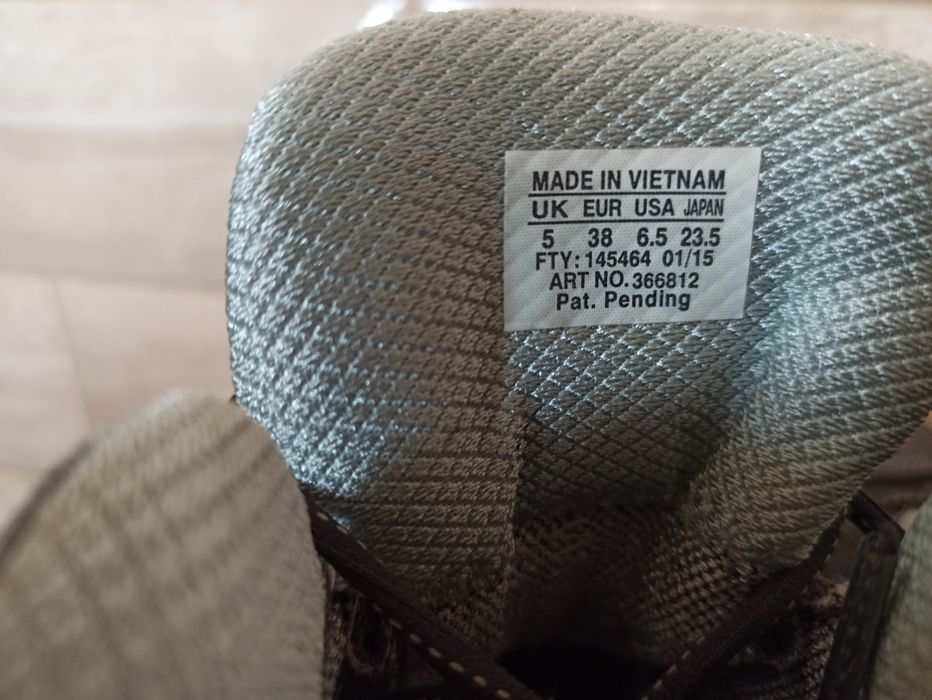 MADE IN VIETNAM
UK EUR USA JAPAN
5 38 6.5 23.5
FTY: 145464 01/15
ART NO. 366812
Pat. Pending